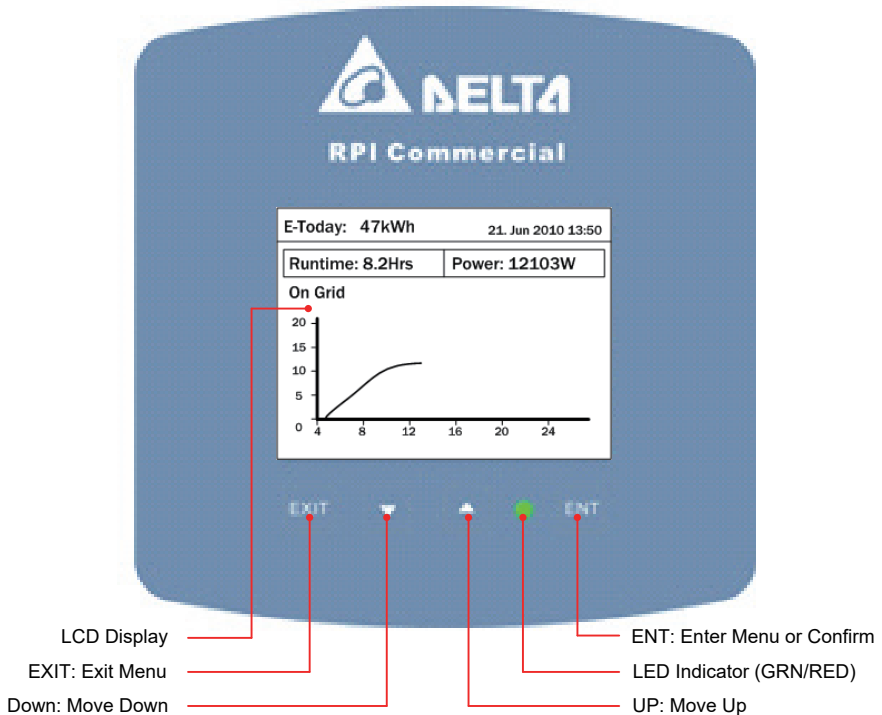 DELTA
RPI Commercial
E-Today: 47kWh 21. Jun 2010 13:50
Runtime: 8.2Hrs Power: 12103W
On Grid
20
15
10
5
0
4 8 12 16 20 24
EXIT ENT
LCD Display
EXIT: Exit Menu
Down: Move Down
ENT: Enter Menu or Confirm
LED Indicator (GRN/RED)
UP: Move Up